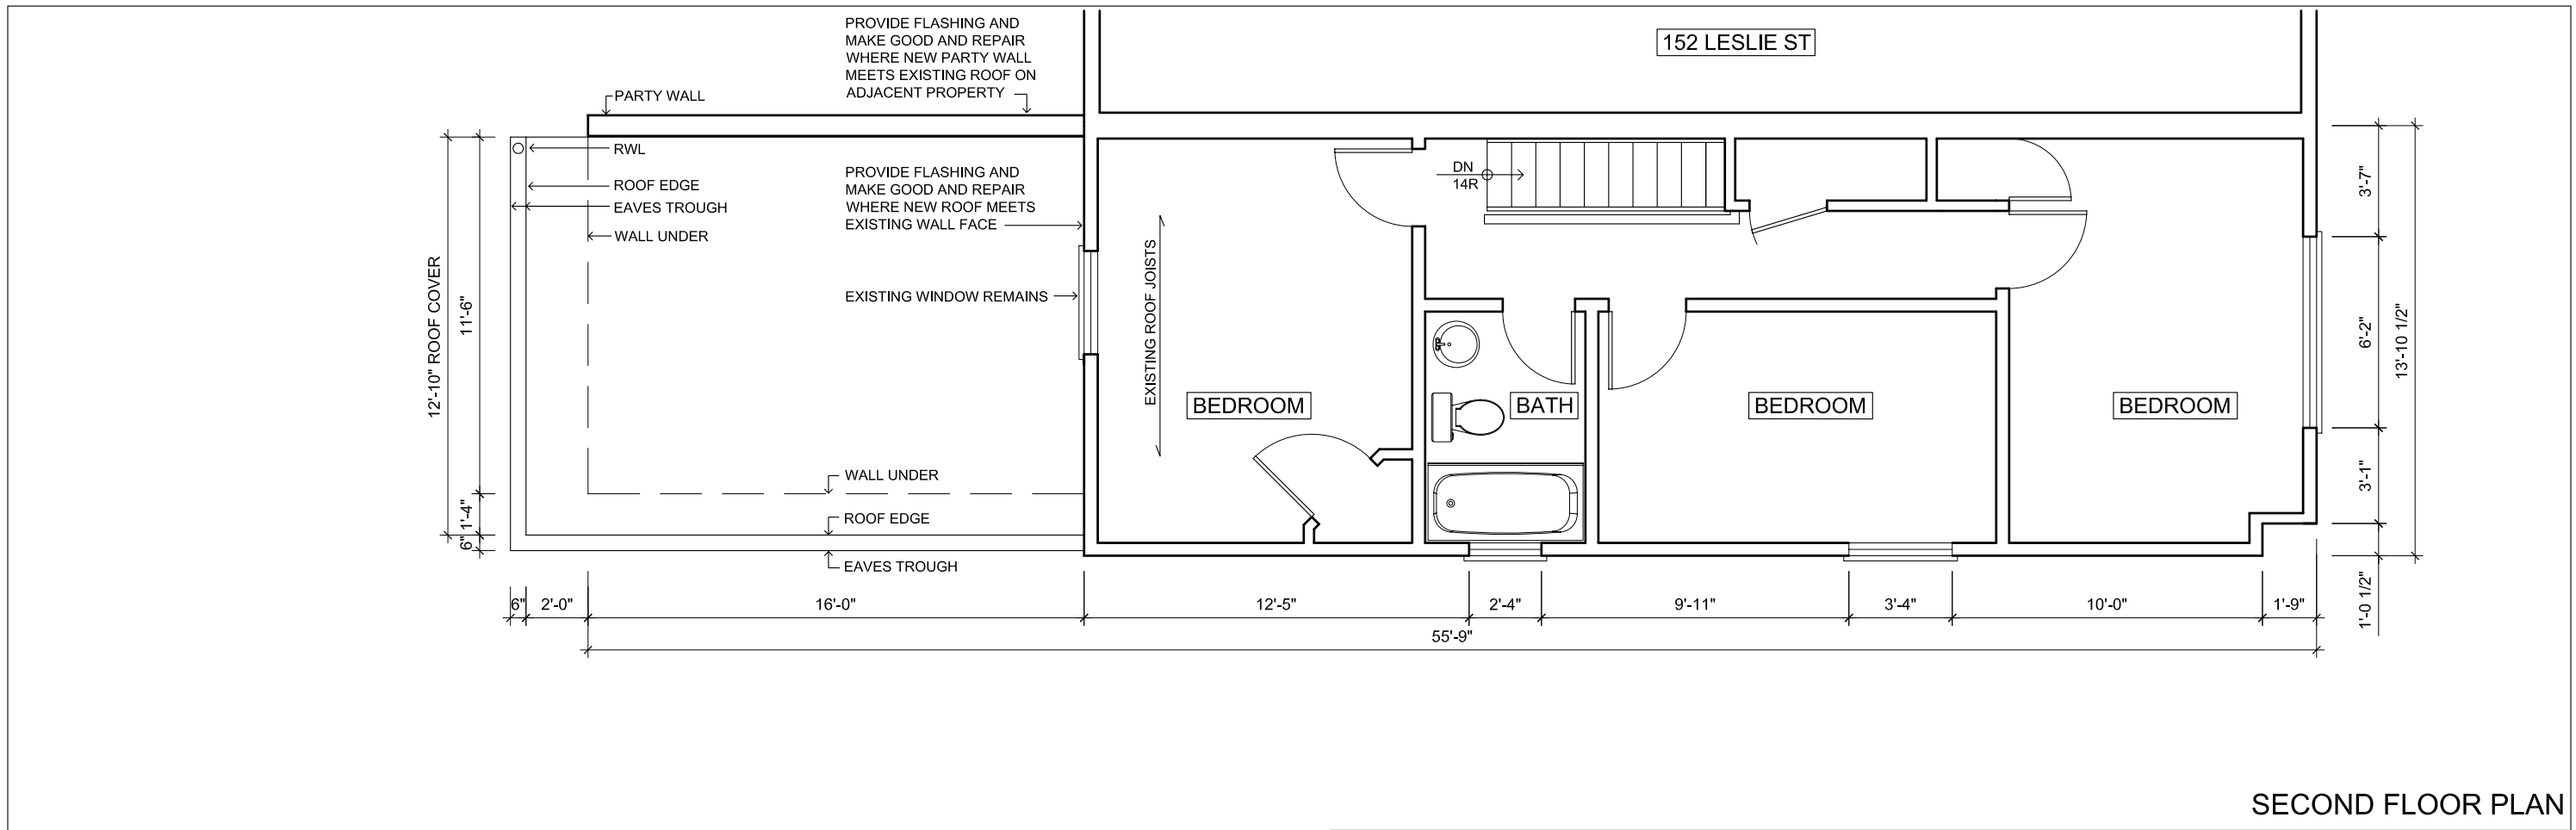 PROVIDE FLASHING AND
MAKE GOOD AND REPAIR
WHERE NEW PARTY WALL
MEETS EXISTING ROOF ON
ADJACENT PROPERTY
152 LESLIE ST
PARTY WALL
RWL
ROOF EDGE
EAVES TROUGH
WALL UNDER
PROVIDE FLASHING AND
MAKE GOOD AND REPAIR
WHERE NEW ROOF MEETS
EXISTING WALL FACE
EXISTING WINDOW REMAINS
DN
14R
EXISTING ROOF JOISTS
12'-10" ROOF COVER
11'-6"
1'-4"
6"
BEDROOM
BATH
BEDROOM
BEDROOM
3'-7"
6'-2"
13'-10 1/2"
3'-1"
1'-0 1/2"
WALL UNDER
ROOF EDGE
EAVES TROUGH
6"
2'-0"
16'-0"
12'-5"
2'-4"
9'-11"
3'-4"
10'-0"
1'-9"
55'-9"
SECOND FLOOR PLAN